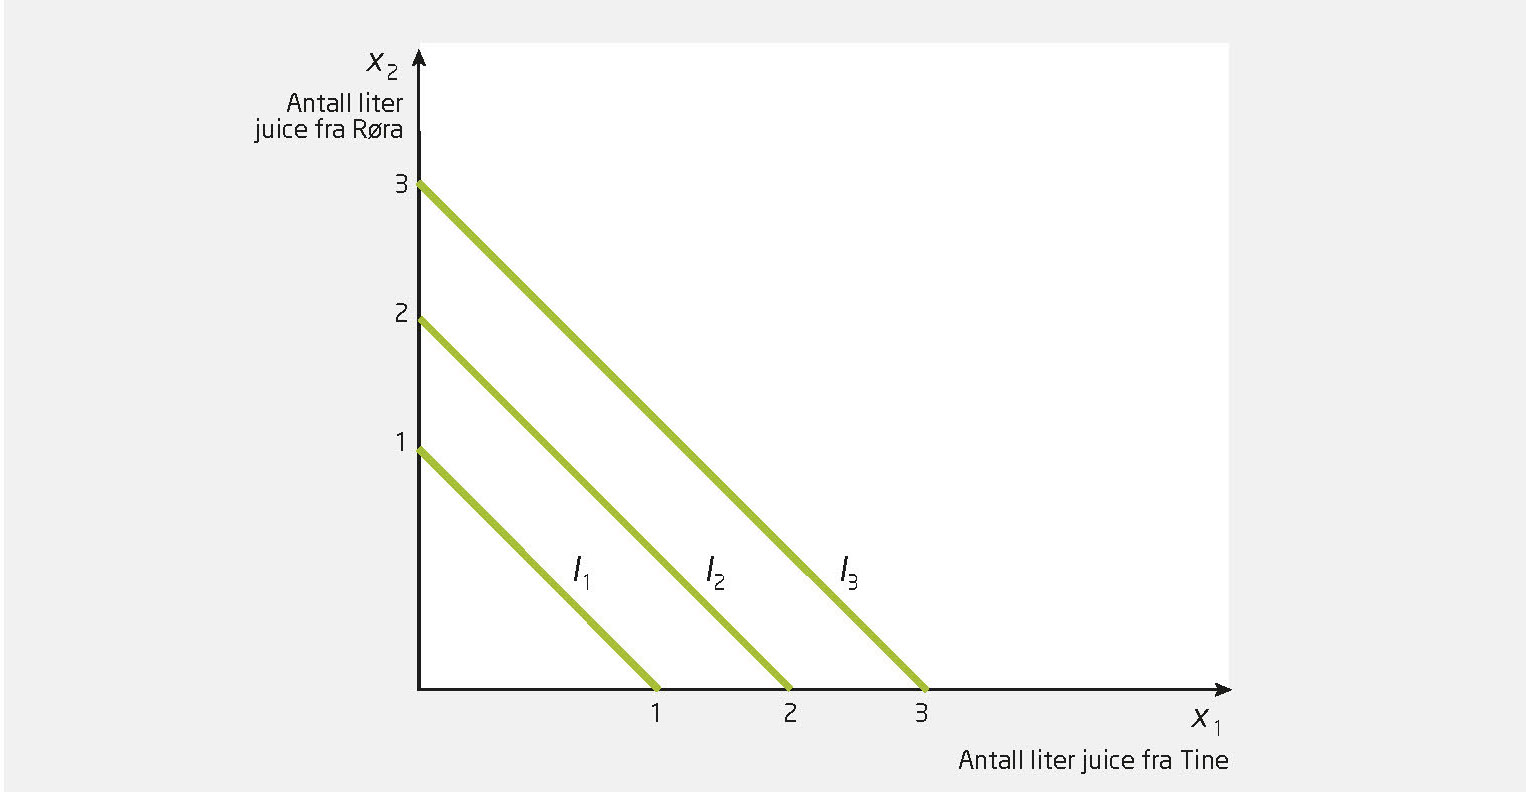 x2
Antall liter
juice fra Røra
3
2
1
I1
I2
I3
1
2
3
x1
Antall liter juice fra Tine